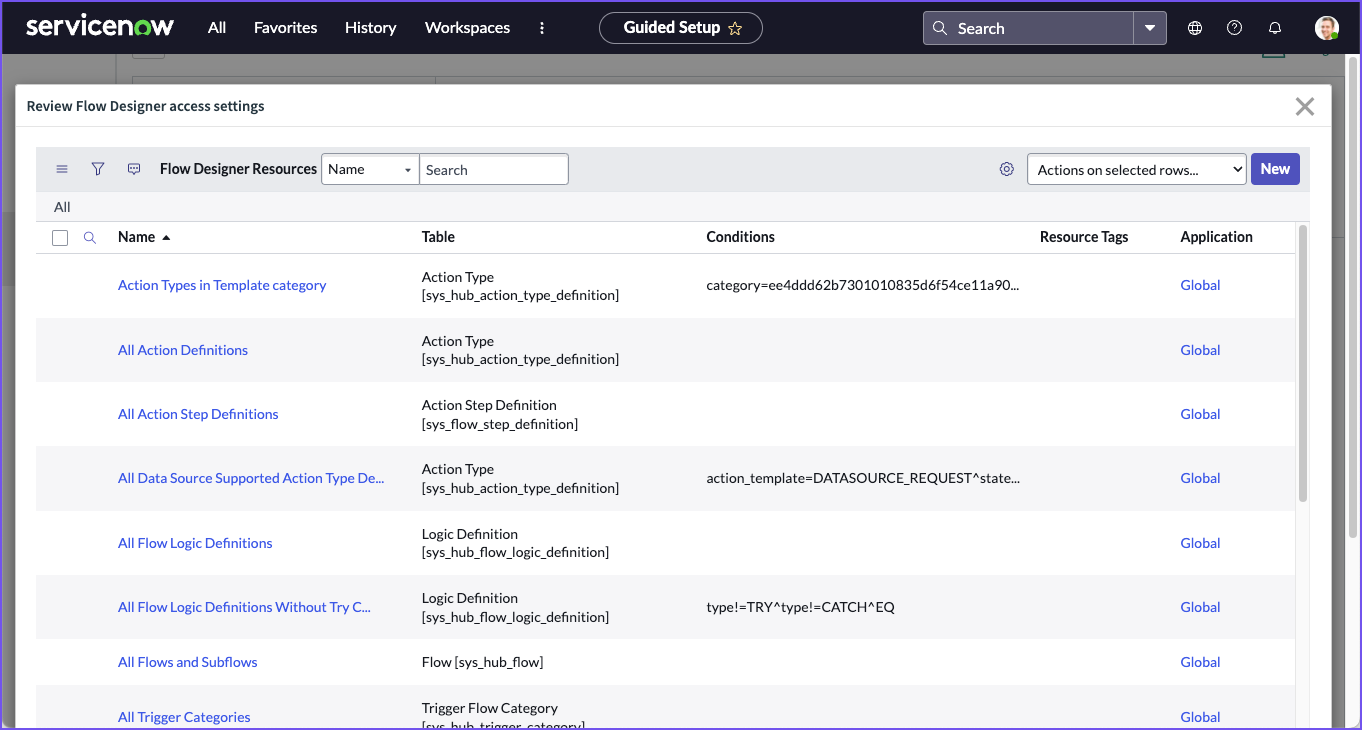 servicenow All Favorites History Workspaces Guided Setup Search
Review Flow Designer access settings
Flow Designer Resources Name Search Actions on selected rows... New
All
Name Table Conditions Resource Tags Application
Action Types in Template category Action Type category=ee4ddd62b7301010835d6f54ce11a90... Global
[sys_hub_action_type_definition]
All Action Definitions Action Type Global
[sys_hub_action_type_definition]
All Action Step Definitions Action Step Definition Global
[sys_flow_step_definition]
All Data Source Supported Action Type De... Action Type action_template=DATASOURCE_REQUEST^state... Global
[sys_hub_action_type_definition]
All Flow Logic Definitions Logic Definition Global
[sys_hub_flow_logic_definition]
All Flow Logic Definitions Without Try C... Logic Definition type!=TRY^type!=CATCH^EQ Global
[sys_hub_flow_logic_definition]
All Flows and Subflows Flow [sys_hub_flow] Global
All Trigger Categories Trigger Flow Category Global
[sys_hub_trigger_category]